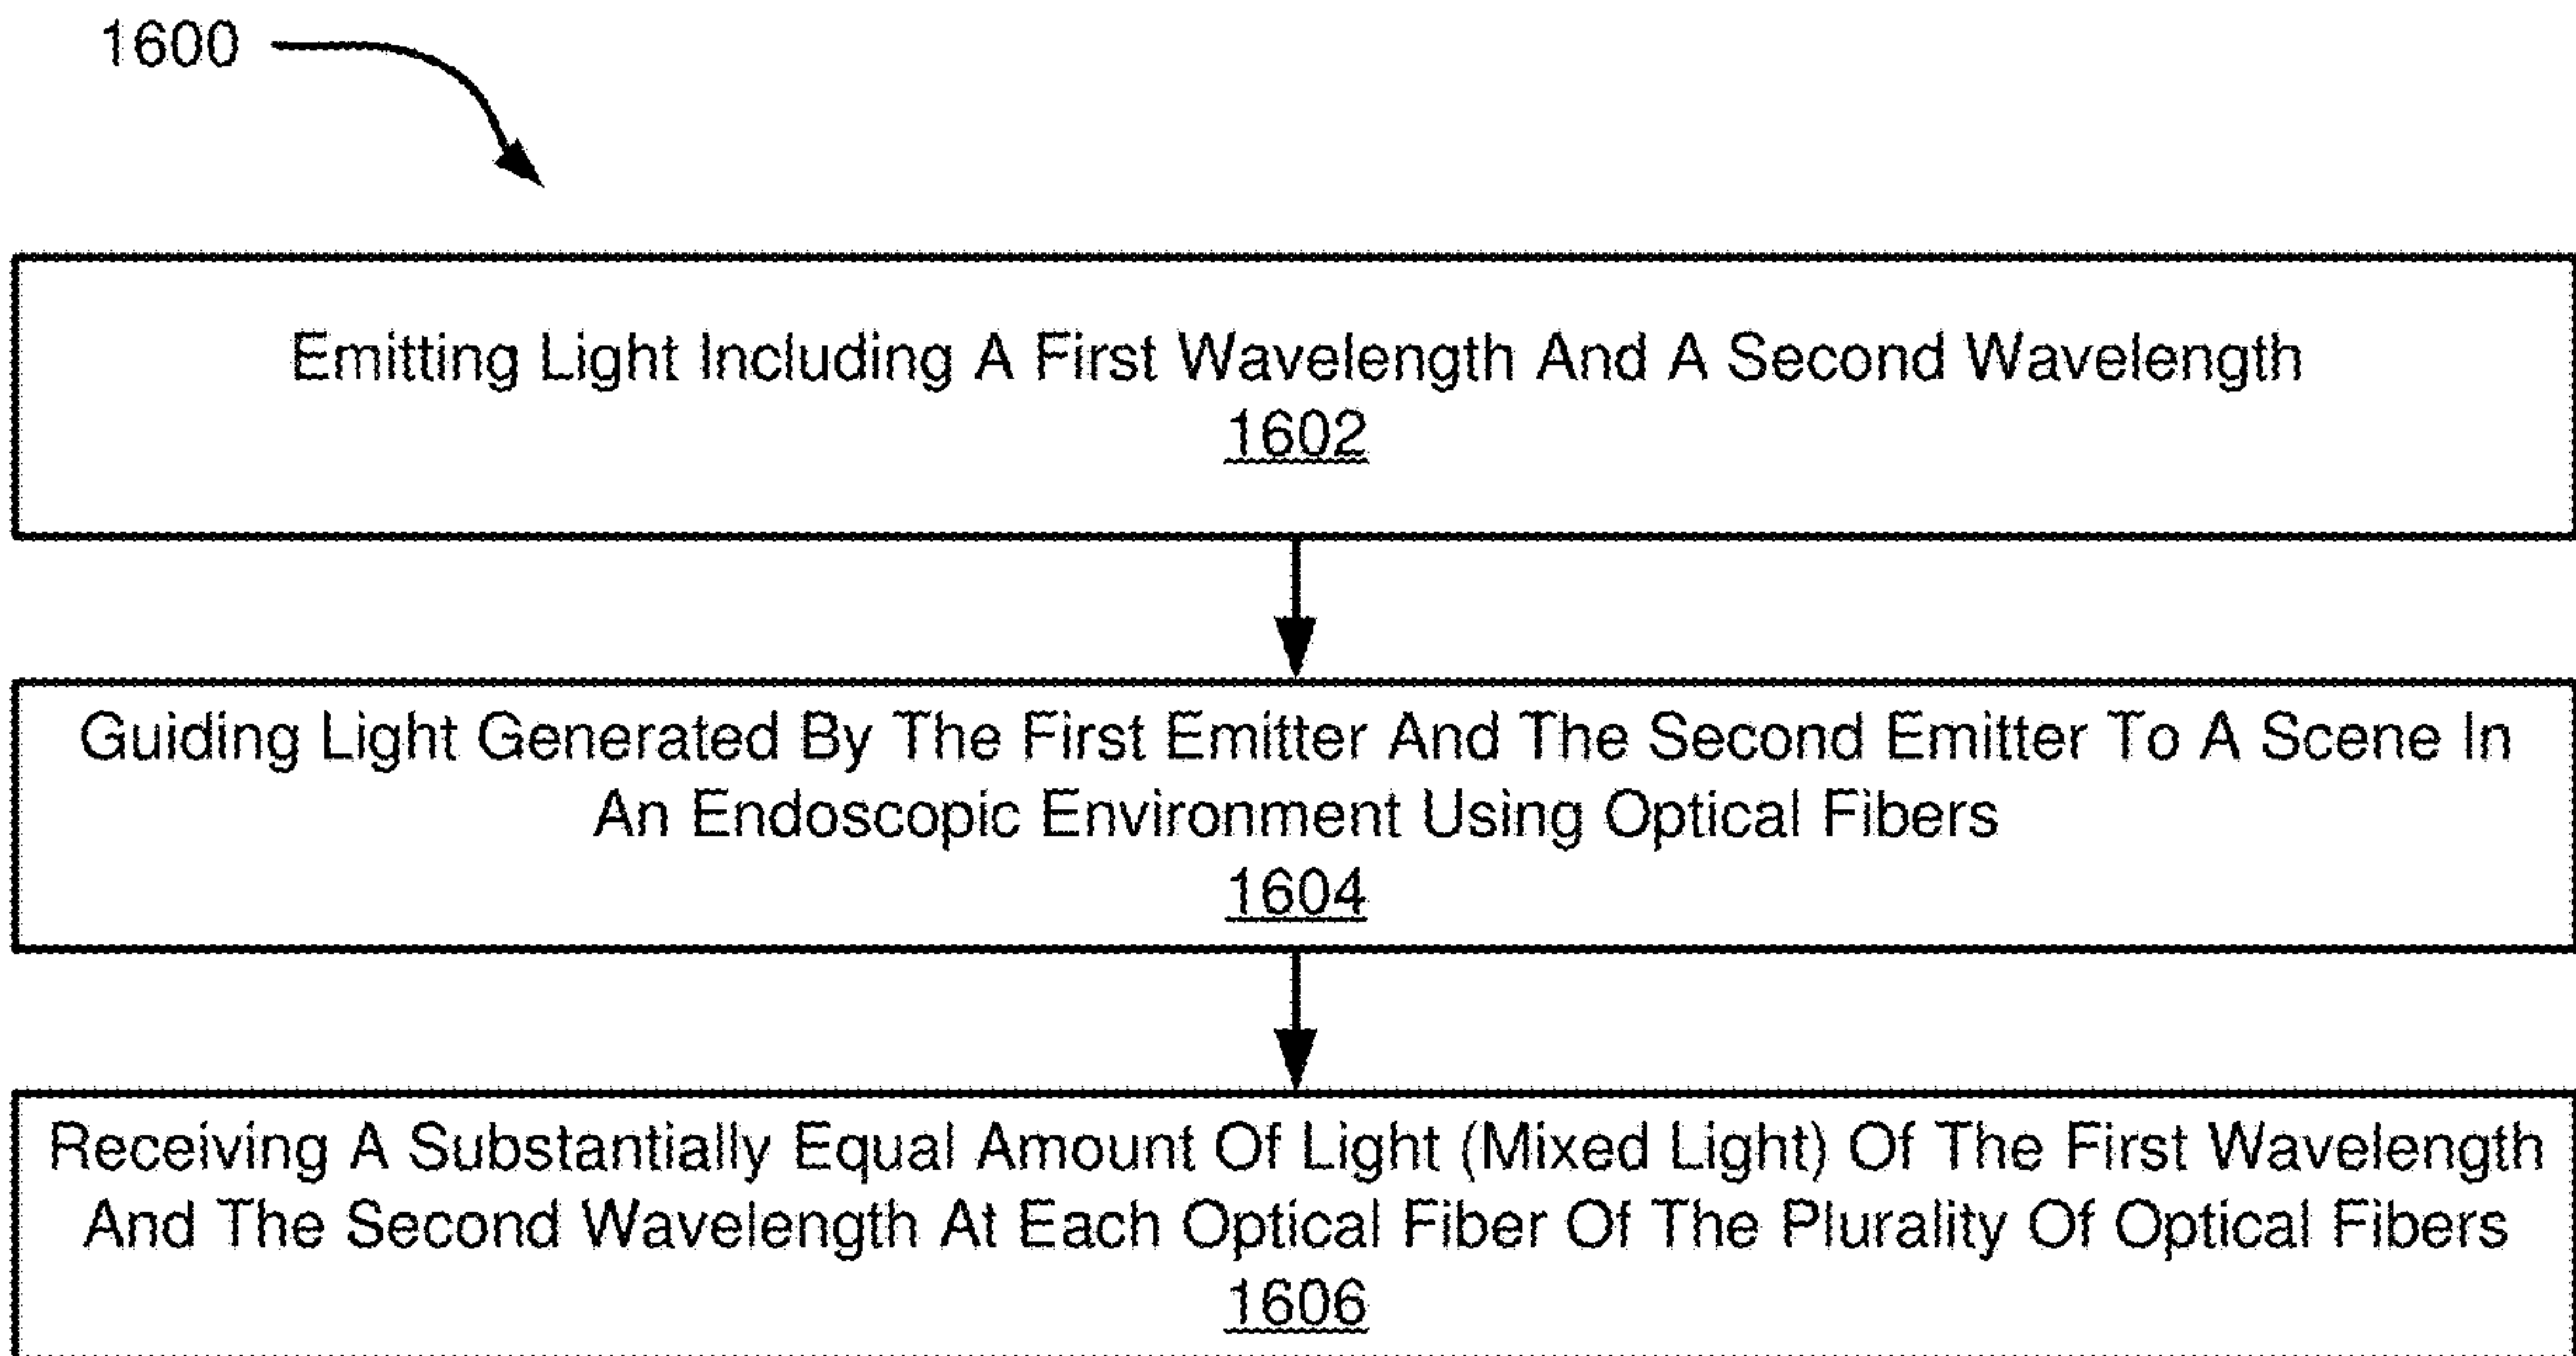 1600
Emitting Light Including A First Wavelength And A Second Wavelength
1602
Guiding Light Generated By The First Emitter And The Second Emitter To A Scene In
An Endoscopic Environment Using Optical Fibers
1604
Receiving A Substantially Equal Amount Of Light (Mixed Light) Of The First Wavelength
And The Second Wavelength At Each Optical Fiber Of The Plurality Of Optical Fibers
1606